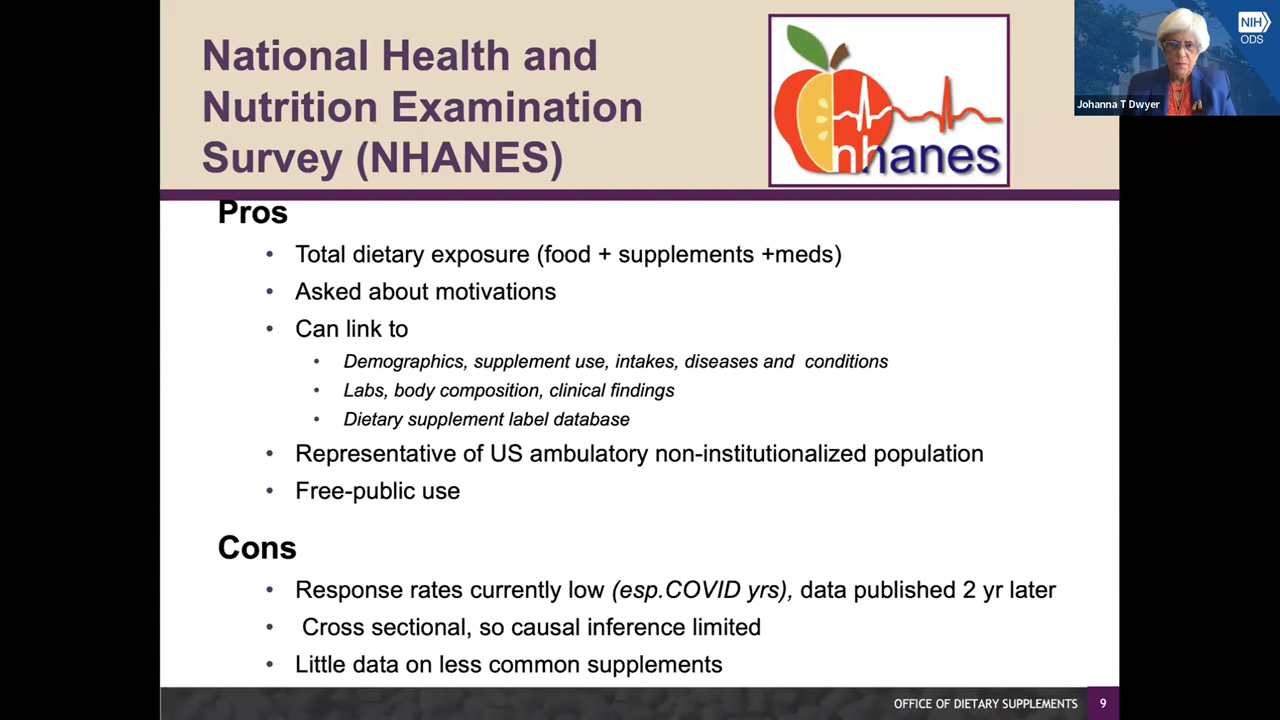 National Health and
Nutrition Examination
Survey (NHANES)
nhanes
NIH
ODS
Johanna T Dwyer
Pros
• Total dietary exposure (food + supplements +meds)
• Asked about motivations
• Can link to
• Demographics, supplement use, intakes, diseases and conditions
• Labs, body composition, clinical findings
• Dietary supplement label database
• Representative of US ambulatory non-institutionalized population
• Free-public use
Cons
• Response rates currently low (esp.COVID yrs), data published 2 yr later
• Cross sectional, so causal inference limited
• Little data on less common supplements
OFFICE OF DIETARY SUPPLEMENTS 9